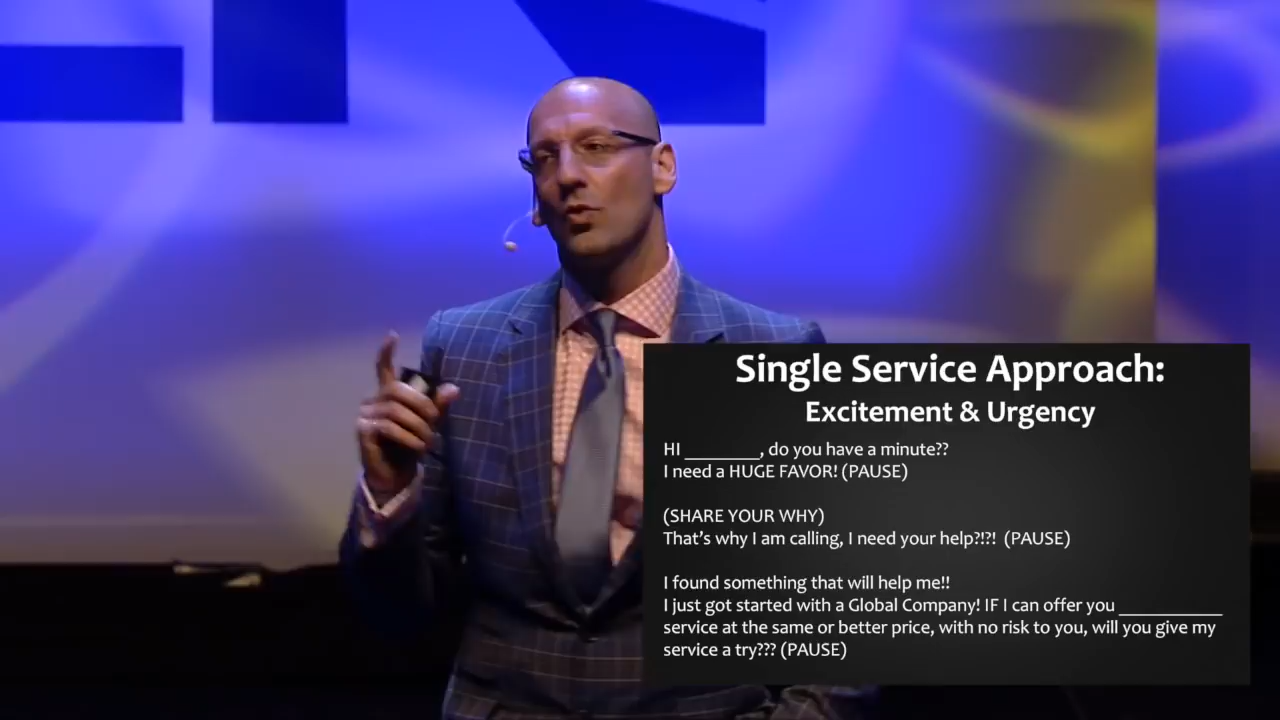 Single Service Approach:
Excitement & Urgency
HI ________, do you have a minute??
I need a HUGE FAVOR! (PAUSE)
(SHARE YOUR WHY)
That's why I am calling, I need your help?!?! (PAUSE)
I found something that will help me!!
I just got started with a Global Company! IF I can offer you ___________
service at the same or better price, with no risk to you, will you give my
service a try??? (PAUSE)